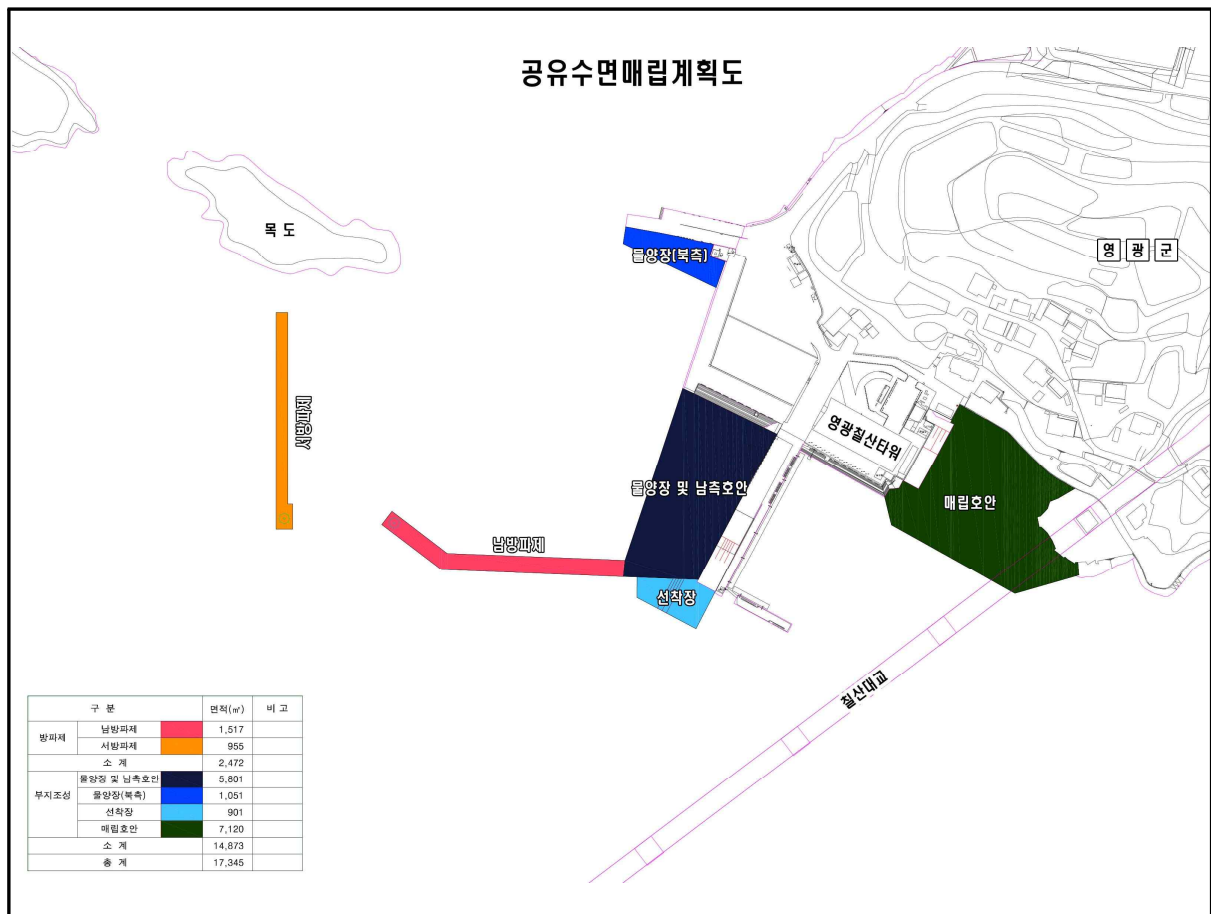 공유수면매립계획도
목 도
물양장(북측)
영 광 군
서방파제
영광칠산타워
물양장 및 남측호안
매립호안
남방파제
선착장
칠산대교
구 분 면적(㎡) 비 고
방파제 남방파제 1,517
서방파제 955
소 계 2,472
부지조성 물양장 및 남측호안 5,801
물양장(북측) 1,051
선착장 901
매립호안 7,120
소 계 14,873
총 계 17,345